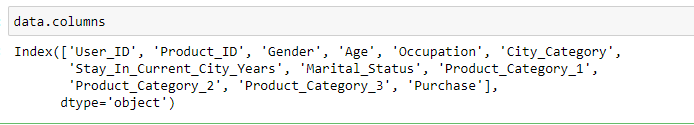 data.columns
Index(['User_ID', 'Product_ID', 'Gender', 'Age', 'Occupation', 'City_Category',
'Stay_In_Current_City_Years', 'Marital_Status', 'Product_Category_1',
'Product_Category_2', 'Product_Category_3', 'Purchase'],
dtype='object')